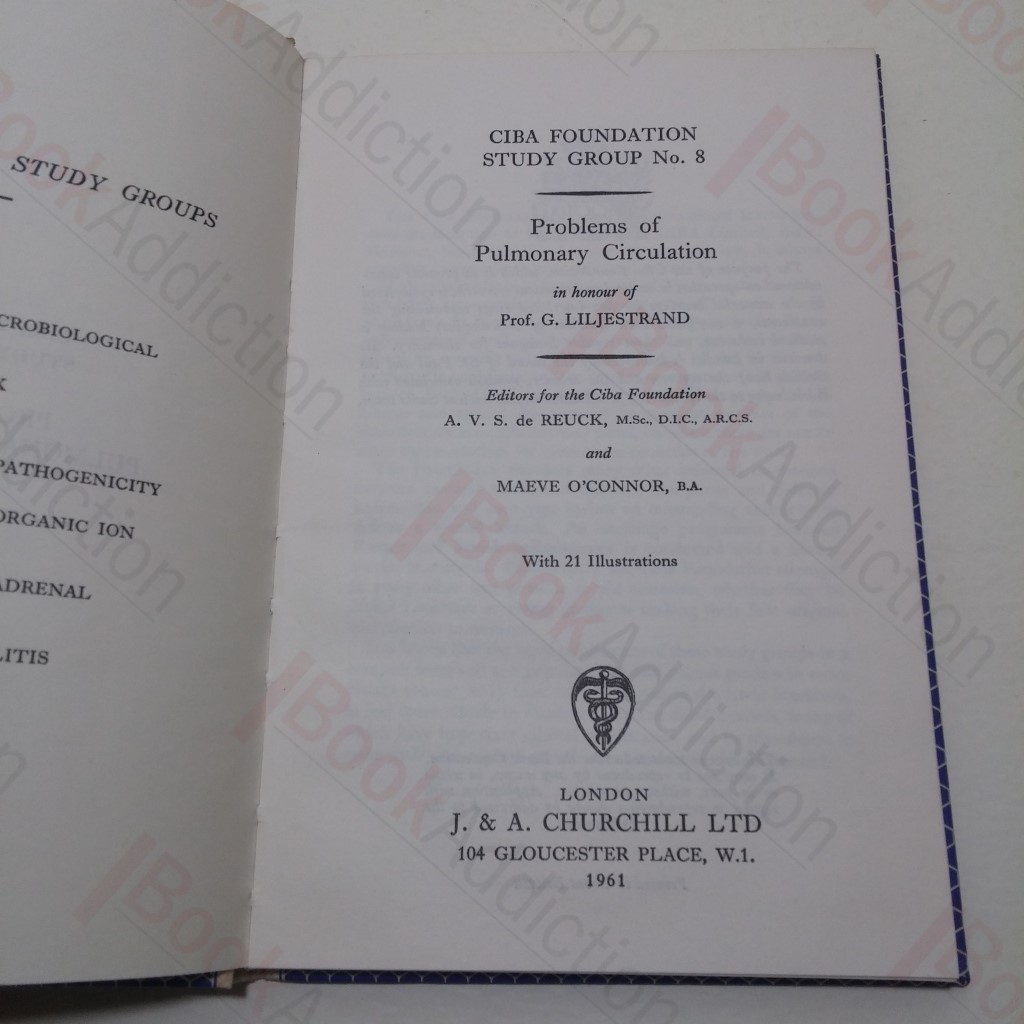 STUDY GROUPS
CROBIOLOGICAL
K
PATHOGENICITY
ORGANIC ION
ADRENAL
LITIS
CIBA FOUNDATION
STUDY GROUP No. 8
Problems of
Pulmonary Circulation
in honour of
Prof. G. LILJESTRAND
Editors for the Ciba Foundation
A. V. S. de REUCK, M.Sc., D.I.C., A.R.C.S.
and
MAEVE O'CONNOR, B.A.
With 21 Illustrations
LONDON
J. & A. CHURCHILL LTD
104 GLOUCESTER PLACE, W.1.
1961
BookAddiction